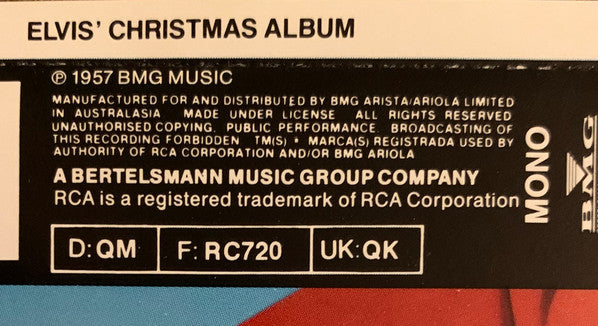 ELVIS’ CHRISTMAS ALBUM
℗ 1957 BMG MUSIC
MANUFACTURED FOR AND DISTRIBUTED BY BMG ARISTA/ARIOLA LIMITED
IN AUSTRALASIA MADE UNDER LICENSE ALL RIGHTS RESERVED
UNAUTHORISED COPYING, PUBLIC PERFORMANCE, BROADCASTING OF
THIS RECORDING FORBIDDEN TM(S) • MARCA(S) REGISTRADA USED BY
AUTHORITY OF RCA CORPORATION AND/OR BMG ARIOLA
A BERTELSMANN MUSIC GROUP COMPANY
RCA is a registered trademark of RCA Corporation
D: QM F: RC720 UK: QK
MONO
BMG